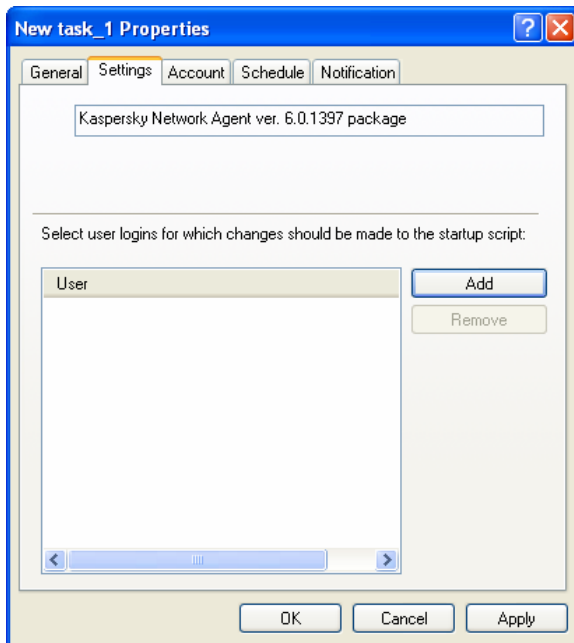 New task_1 Properties
General Settings Account Schedule Notification
Kaspersky Network Agent ver. 6.0.1397 package
Select user logins for which changes should be made to the startup script:
User
Add
Remove
OK Cancel Apply